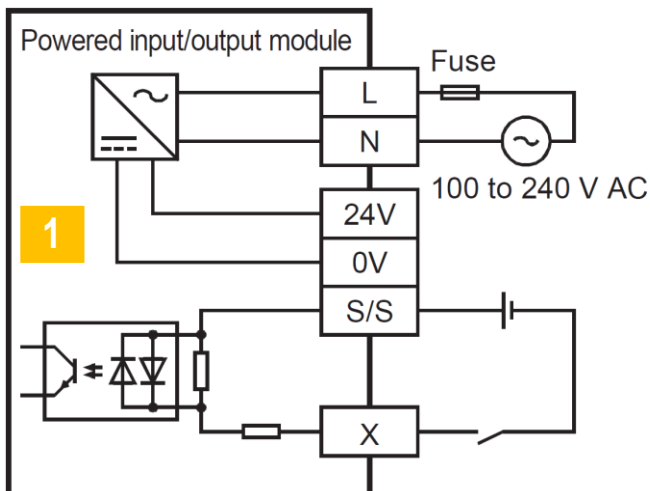 Powered input/output module
Fuse
L
N
100 to 240 V AC
24V
1
0V
S/S
X